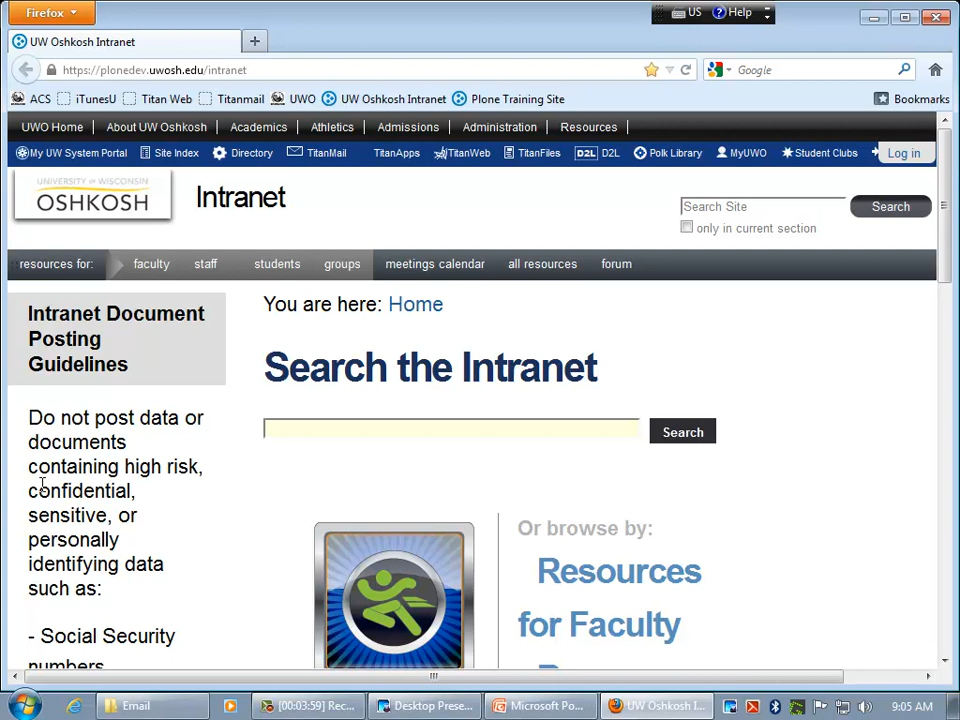 Firefox
US Help
UW Oshkosh Intranet
https://plonedev.uwosh.edu/intranet
Google
ACS iTunesU Titan Web Titanmail UWO UW Oshkosh Intranet Plone Training Site Bookmarks
UWO Home About UW Oshkosh Academics Athletics Admissions Administration Resources
My UW System Portal Site Index Directory TitanMail TitanApps TitanWeb TitanFiles D2L D2L Polk Library MyUWO Student Clubs Log in
UNIVERSITY OF WISCONSIN
OSHKOSH
Intranet
Search Site Search
only in current section
resources for: faculty staff students groups meetings calendar all resources forum
Intranet Document
Posting
Guidelines
Do not post data or
documents
containing high risk,
confidential,
sensitive, or
personally
identifying data
such as:
- Social Security
numbers
You are here: Home
Search the Intranet
Search
Or browse by:
Resources
for Faculty
Email [00:03:59] Rec... Desktop Prese... Microsoft Po... UW Oshkosh I... 9:05 AM